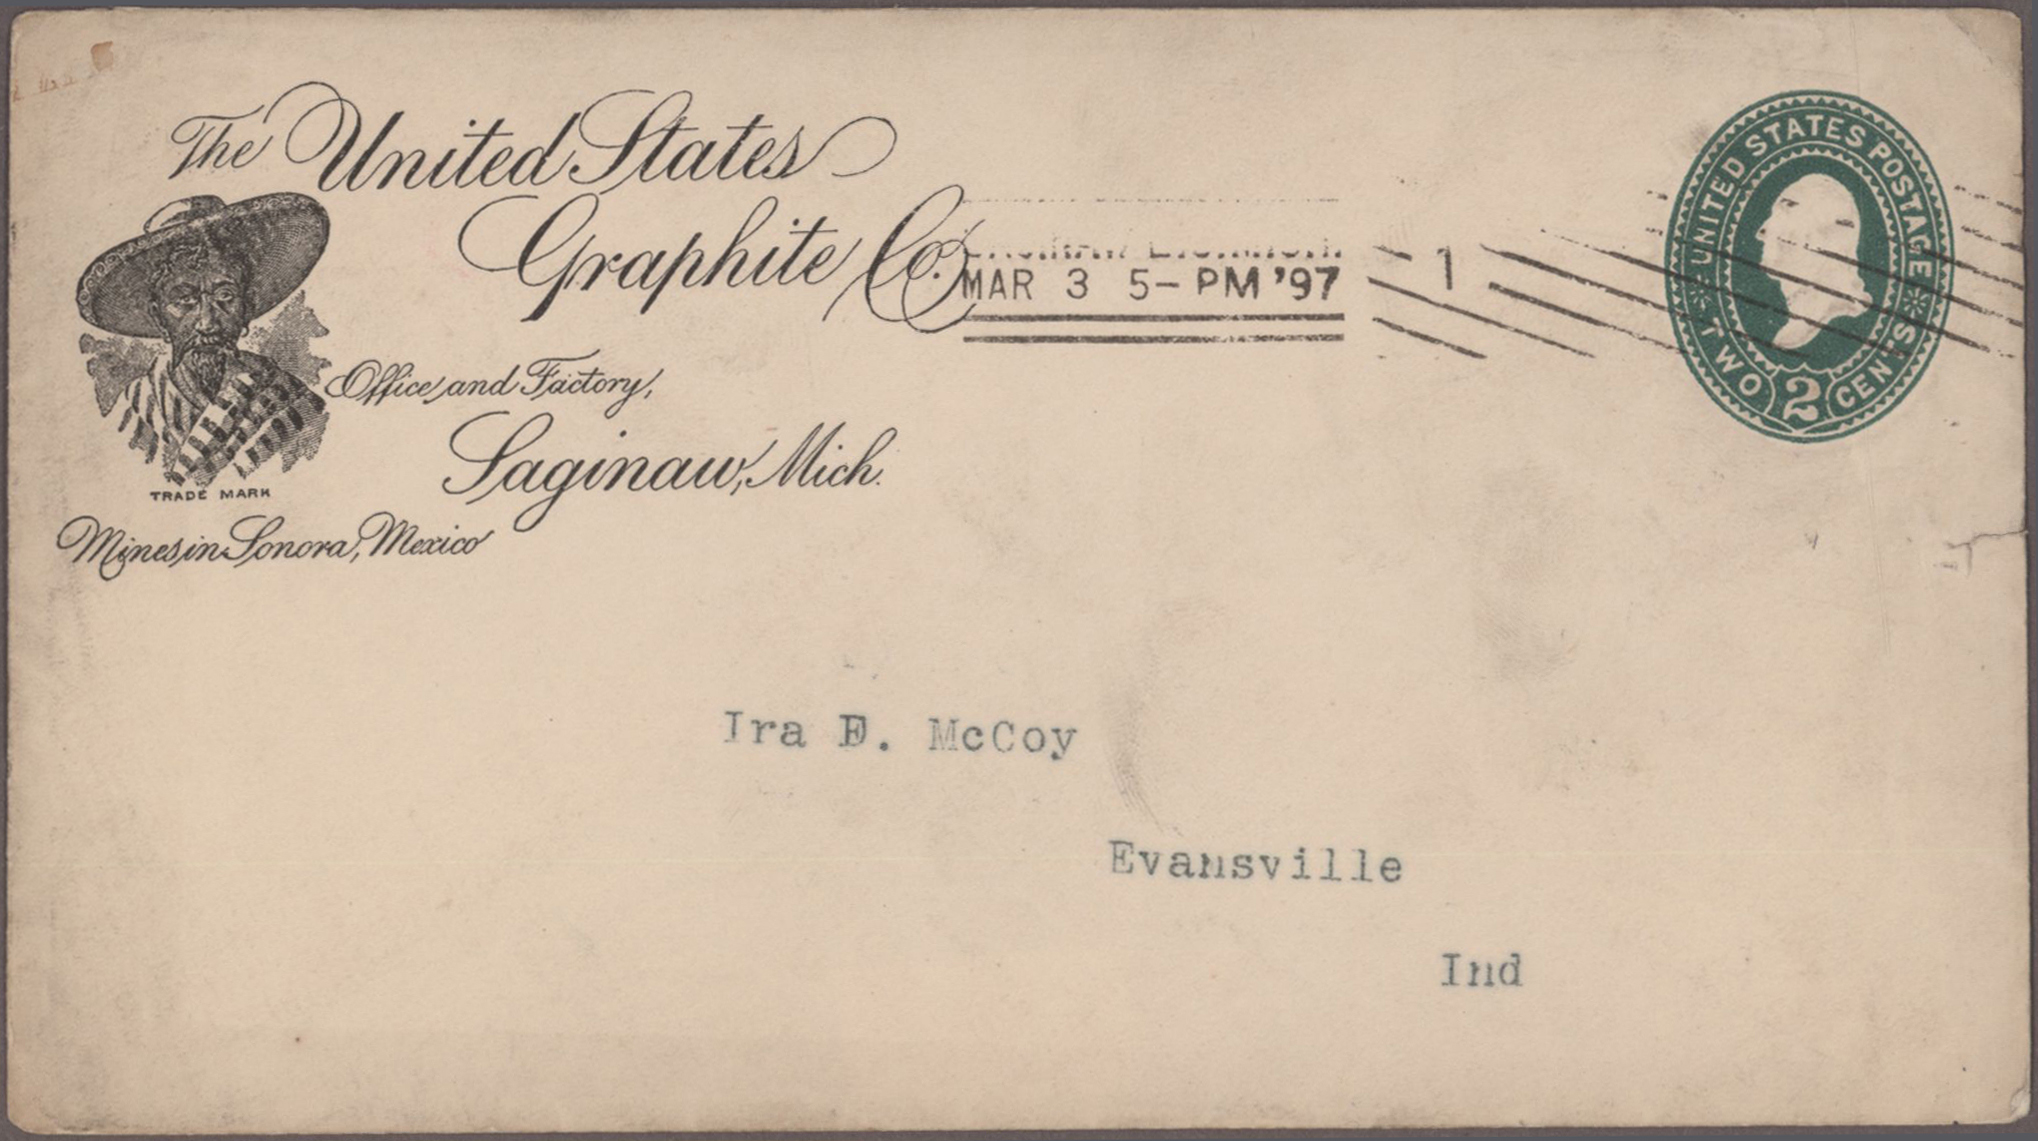 The United States
Graphite Co.
MAR 3 5-PM '97
1
UNITED STATES POSTAGE
TWO 2 CENTS
Office and Factory,
Saginaw, Mich.
TRADE MARK
Mines in Sonora, Mexico
Ira E. McCoy
Evansville
Ind